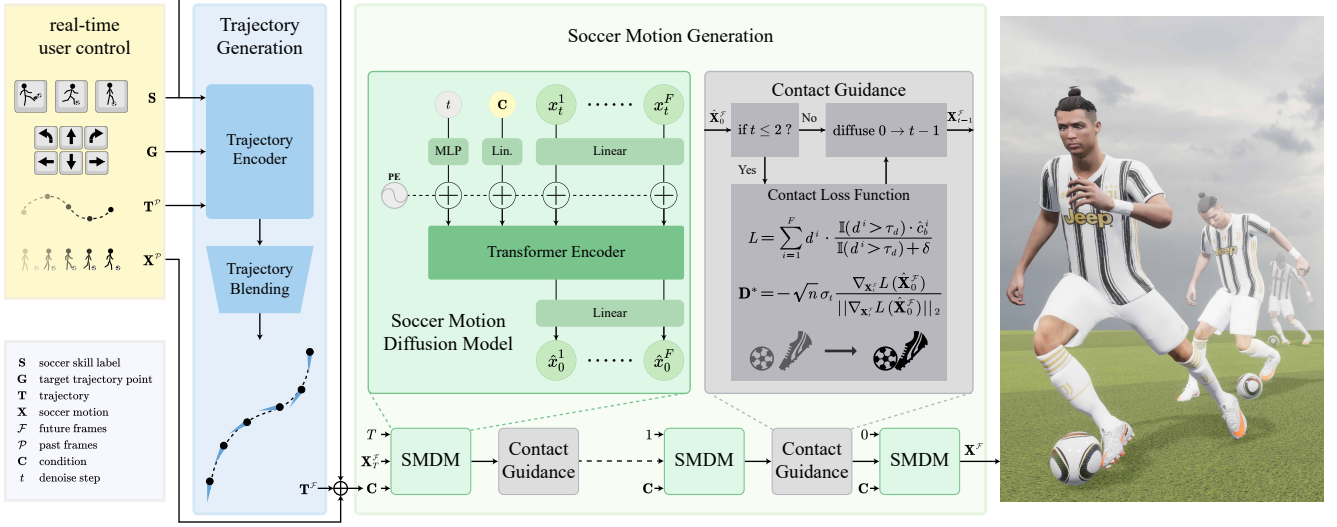 real-time
user control
S
G
T^𝒫
X^𝒫
S soccer skill label
G target trajectory point
T trajectory
X soccer motion
ℱ future frames
𝒫 past frames
C condition
t denoise step
Trajectory
Generation
Trajectory
Encoder
Trajectory
Blending
T^ℱ
Soccer Motion Generation
t C x_t^1 ······ x_t^F
MLP Lin. Linear
PE
Transformer Encoder
Linear
Soccer Motion
Diffusion Model
x̂_0^1 ······ x̂_0^F
Contact Guidance
X̂_0^ℱ if t ≤ 2 ? No diffuse 0 → t − 1 X_{t−1}^ℱ
Yes
Contact Loss Function
L = ∑_{i=1}^{F} d^i · 𝕀(d^i > τ_d) · ĉ_b^i / 𝕀(d^i > τ_d) + δ
D* = −√n σ_t ∇_{X_t^ℱ} L(X̂_0^ℱ) / ||∇_{X_t^ℱ} L(X̂_0^ℱ)||_2
T
X_T^ℱ
C
SMDM
Contact
Guidance
1
C
SMDM
Contact
Guidance
0
C
SMDM
X^ℱ
Jeep